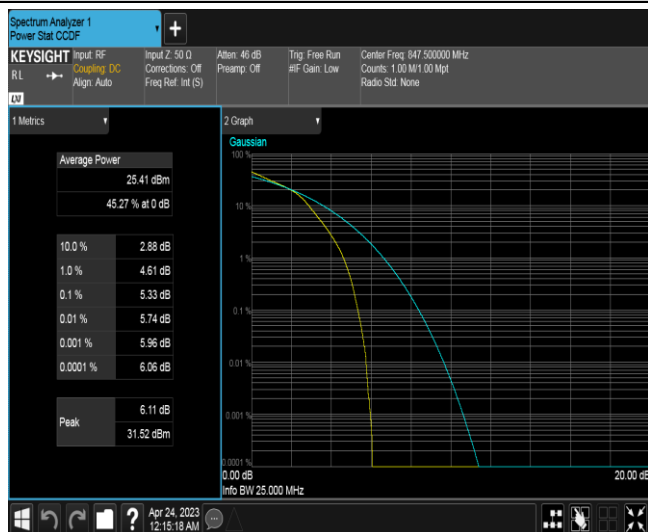 Spectrum Analyzer 1
Power Stat CCDF
+
KEYSIGHT
RL
Input: RF
Coupling: DC
Align: Auto
Input Z: 50 Ω
Corrections: Off
Freq Ref: Int (S)
Atten: 46 dB
Preamp: Off
Trig: Free Run
#IF Gain: Low
Center Freq: 847.500000 MHz
Counts: 1.00 M/1.00 Mpt
Radio Std: None
LXI
1 Metrics
Average Power
25.41 dBm
45.27 % at 0 dB
10.0 % 2.88 dB
1.0 % 4.61 dB
0.1 % 5.33 dB
0.01 % 5.74 dB
0.001 % 5.96 dB
0.0001 % 6.06 dB
Peak
6.11 dB
31.52 dBm
2 Graph
Gaussian
100 %
10 %
1 %
0.1 %
0.01 %
0.001 %
0.0001 %
0.00 dB
20.00 dB
Info BW 25.000 MHz
?
Apr 24, 2023
12:15:18 AM